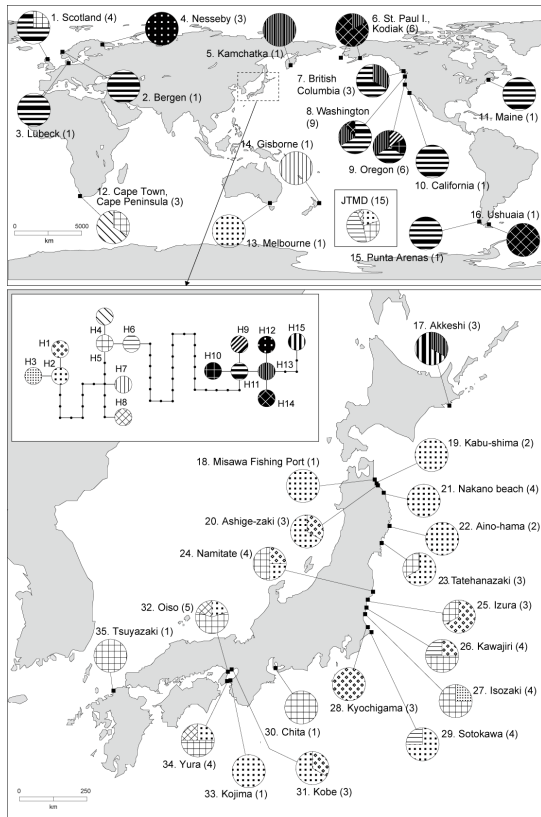 1. Scotland (4)
4. Nesseby (3)
6. St. Paul I.,
Kodiak (6)
5. Kamchatka (1)
7. British
Columbia (3)
2. Bergen (1)
3. Lübeck (1)
8. Washington
(9)
11. Maine (1)
14. Gisborne (1)
9. Oregon (6)
10. California (1)
12. Cape Town,
Cape Peninsula (3)
JTMD (15)
16. Ushuaia (1)
13. Melbourne (1)
15. Punta Arenas (1)
0 5000
km
H1
H2
H3
H4
H5
H6
H7
H8
H9
H10
H11
H12
H13
H14
H15
17. Akkeshi (3)
18. Misawa Fishing Port (1)
19. Kabu-shima (2)
21. Nakano beach (4)
20. Ashige-zaki (3)
22. Aino-hama (2)
24. Namitate (4)
23. Tatehanazaki (3)
32. Oiso (5)
25. Izura (3)
35. Tsuyazaki (1)
26. Kawajiri (4)
27. Isozaki (4)
28. Kyochigama (3)
30. Chita (1)
29. Sotokawa (4)
34. Yura (4)
33. Kojima (1)
31. Kobe (3)
0 250
km